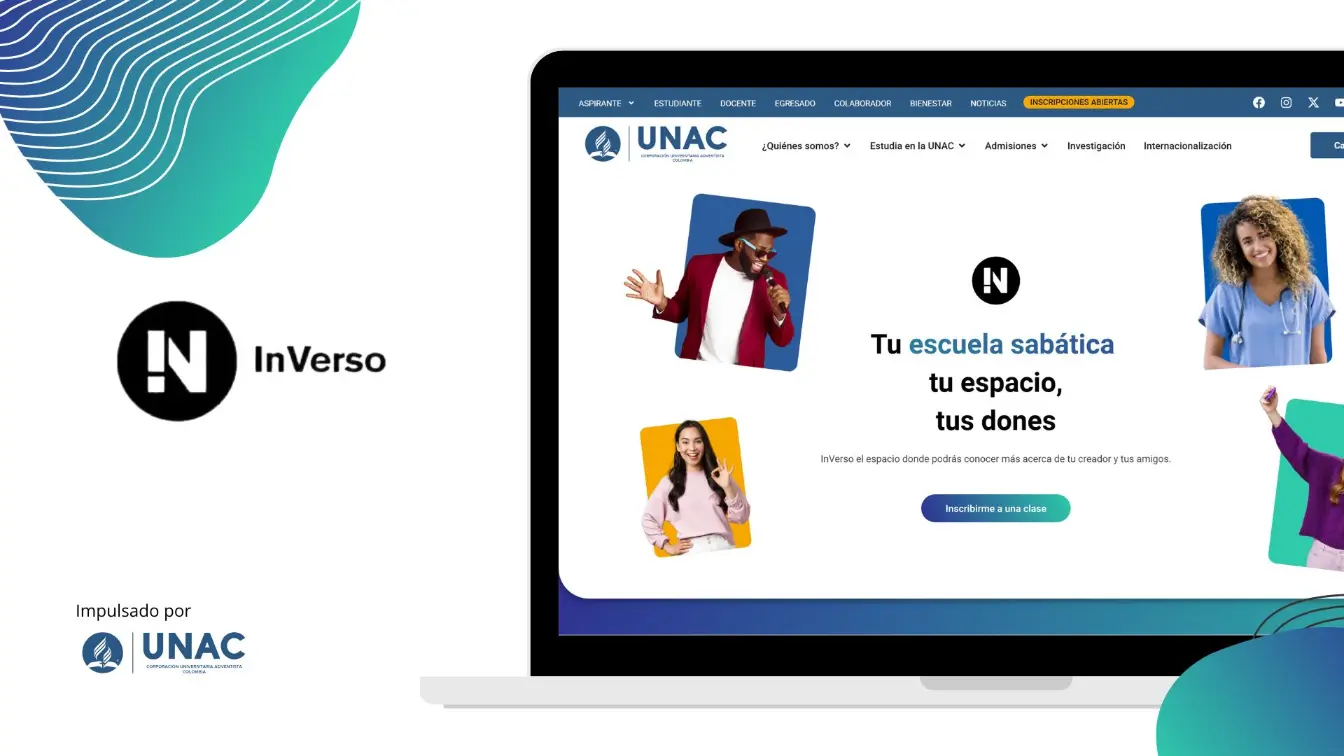 ASPIRANTE
ESTUDIANTE
DOCENTE
EGRESADO
COLABORADOR
BIENESTAR
NOTICIAS
INSCRIPCIONES ABIERTAS
UNAC
CORPORACIÓN UNIVERSITARIA ADVENTISTA
COLOMBIA
¿Quiénes somos?
Estudia en la UNAC
Admisiones
Investigación
Internacionalización
Ca
IN
InVerso
IN
Tu escuela sabática
tu espacio,
tus dones
InVerso el espacio donde podrás conocer más acerca de tu creador y tus amigos.
Inscribirme a una clase
Impulsado por
UNAC
CORPORACIÓN UNIVERSITARIA ADVENTISTA
COLOMBIA